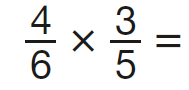 4/6 × 3/5 =